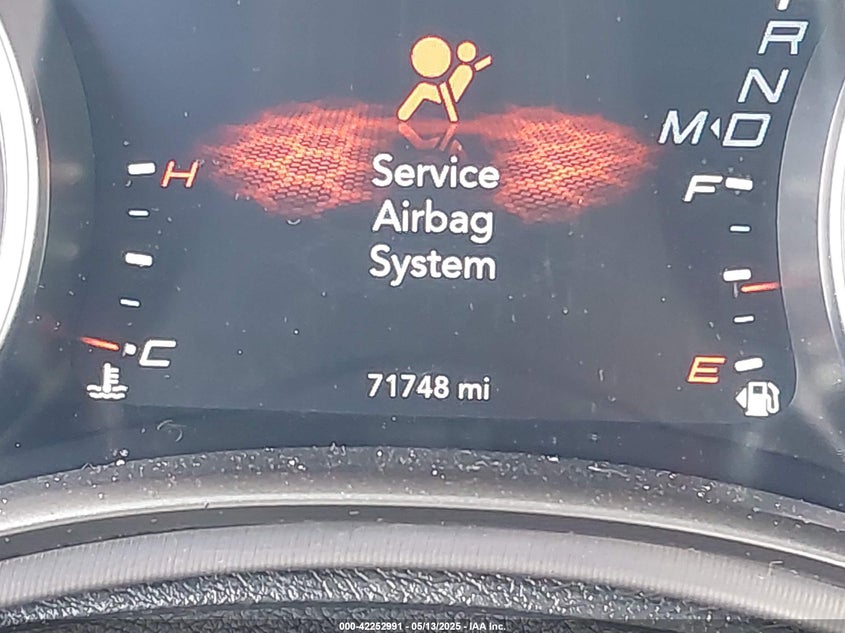 R
N
M D
H
F
Service
Airbag
System
C
E
71748 mi
000-42252991 - 05/13/2025 - IAA Inc.